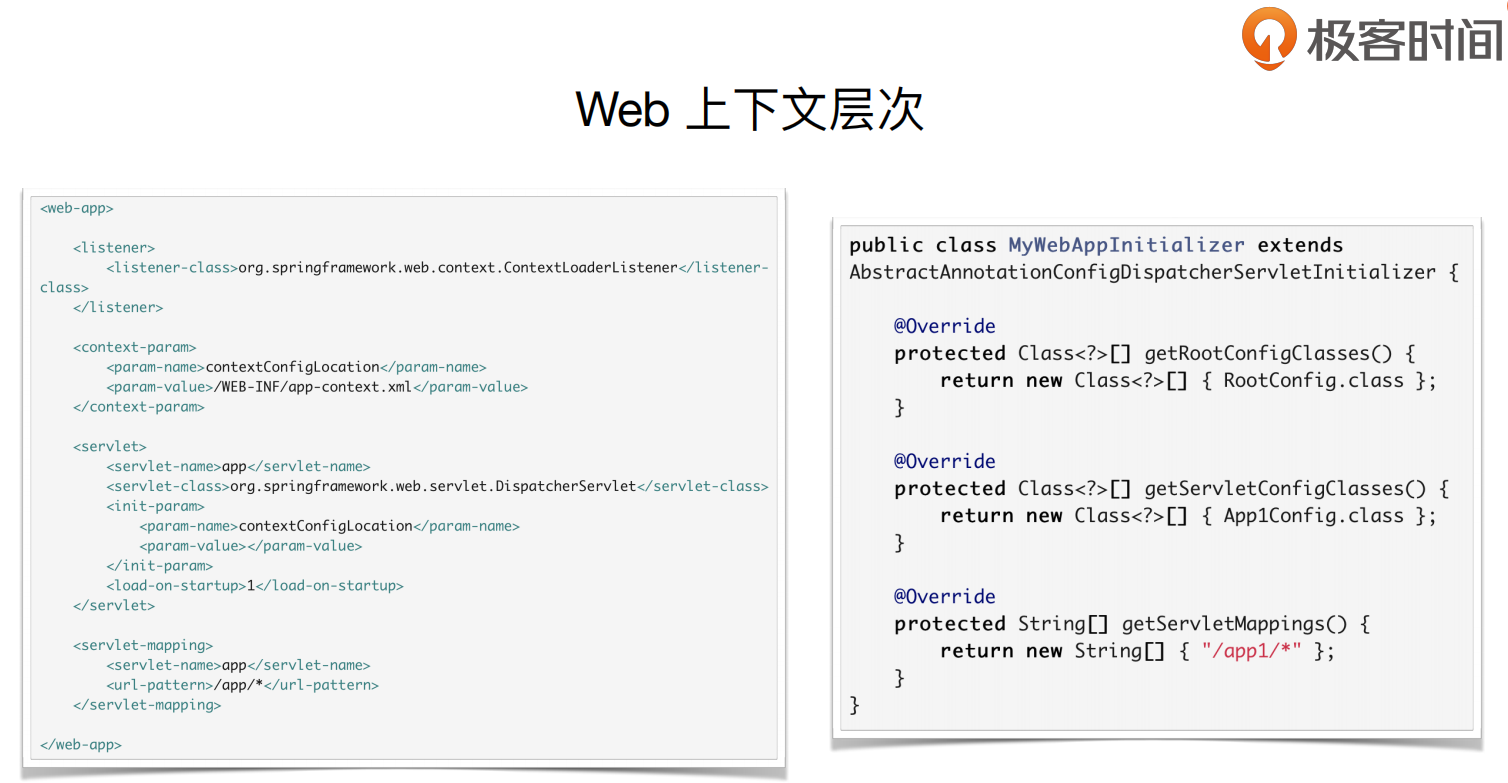 极客时间
Web 上下文层次
<web-app>
<listener>
<listener-class>org.springframework.web.context.ContextLoaderListener</listener-
class>
</listener>
<context-param>
<param-name>contextConfigLocation</param-name>
<param-value>/WEB-INF/app-context.xml</param-value>
</context-param>
<servlet>
<servlet-name>app</servlet-name>
<servlet-class>org.springframework.web.servlet.DispatcherServlet</servlet-class>
<init-param>
<param-name>contextConfigLocation</param-name>
<param-value></param-value>
</init-param>
<load-on-startup>1</load-on-startup>
</servlet>
<servlet-mapping>
<servlet-name>app</servlet-name>
<url-pattern>/app/*</url-pattern>
</servlet-mapping>
</web-app>
public class MyWebAppInitializer extends
AbstractAnnotationConfigDispatcherServletInitializer {
@Override
protected Class<?>[] getRootConfigClasses() {
return new Class<?>[] { RootConfig.class };
}
@Override
protected Class<?>[] getServletConfigClasses() {
return new Class<?>[] { App1Config.class };
}
@Override
protected String[] getServletMappings() {
return new String[] { "/app1/*" };
}
}